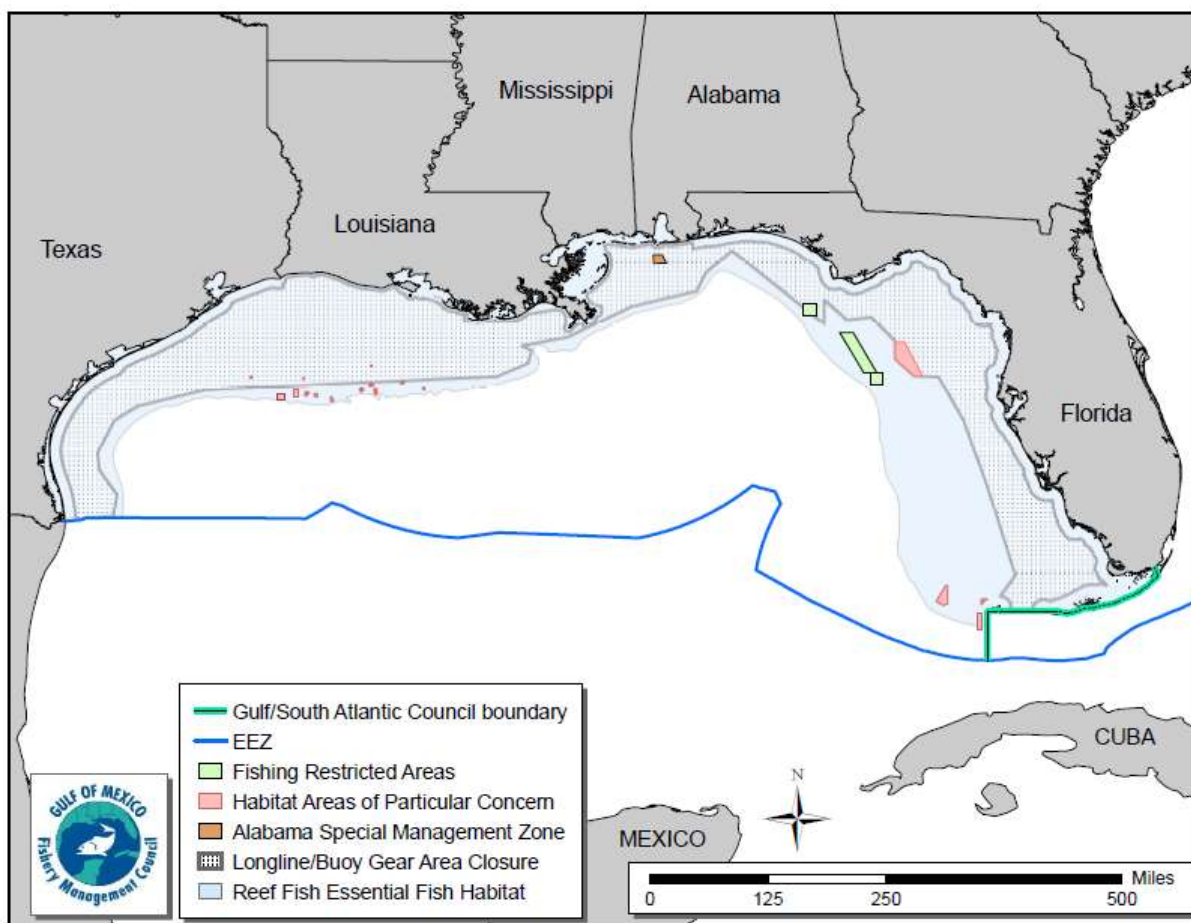 Mississippi
Alabama
Louisiana
Texas
Florida
Gulf/South Atlantic Council boundary
EEZ
Fishing Restricted Areas
Habitat Areas of Particular Concern
Alabama Special Management Zone
Longline/Buoy Gear Area Closure
Reef Fish Essential Fish Habitat
GULF OF MEXICO
Fishery Management Council
CUBA
N
MEXICO
Miles
0 125 250 500